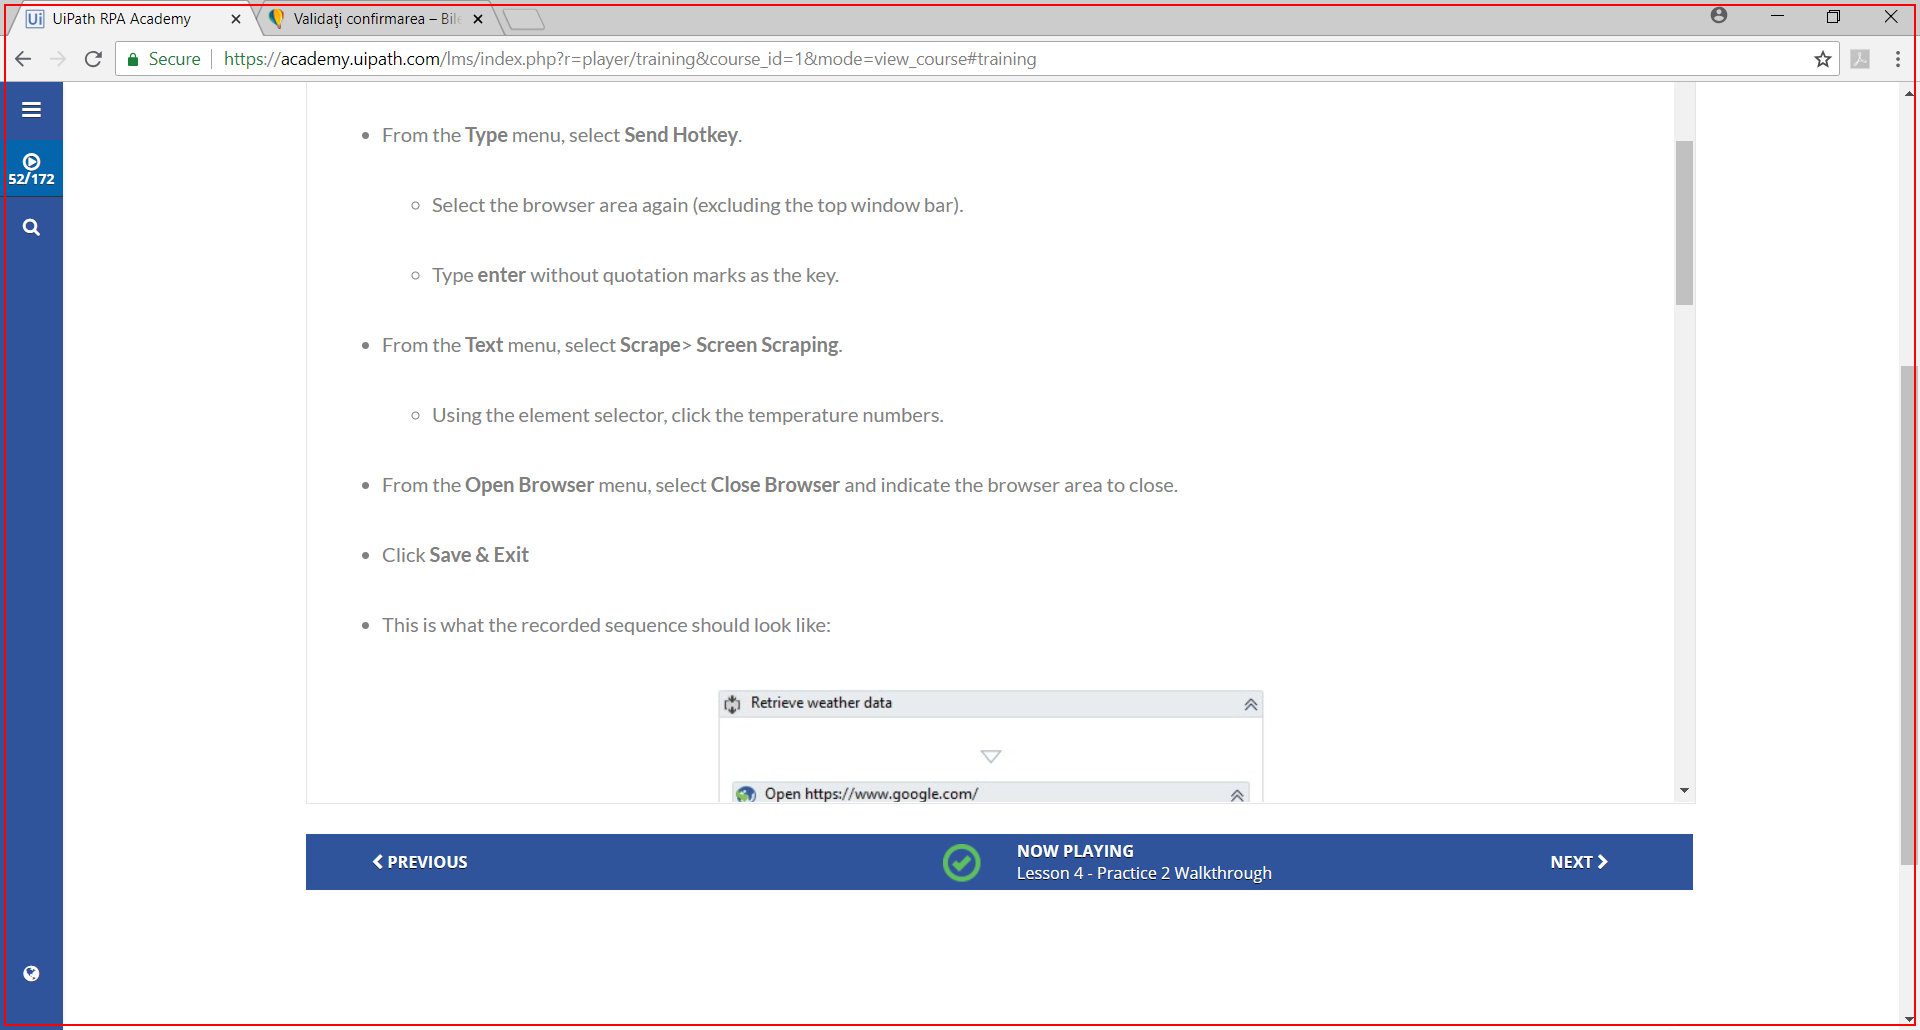 UiPath RPA Academy
Validaţi confirmarea – Bile
Secure
https://academy.uipath.com/lms/index.php?r=player/training&course_id=1&mode=view_course#training
52/172
• From the Type menu, select Send Hotkey.
◦ Select the browser area again (excluding the top window bar).
◦ Type enter without quotation marks as the key.
• From the Text menu, select Scrape> Screen Scraping.
◦ Using the element selector, click the temperature numbers.
• From the Open Browser menu, select Close Browser and indicate the browser area to close.
• Click Save & Exit
• This is what the recorded sequence should look like:
Retrieve weather data
Open https://www.google.com/
PREVIOUS
NOW PLAYING
Lesson 4 - Practice 2 Walkthrough
NEXT